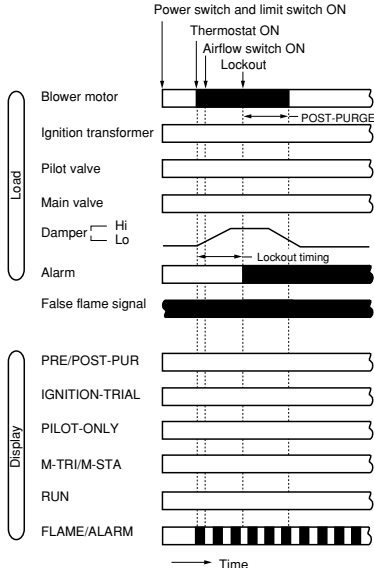 Power switch and limit switch ON
Thermostat ON
Airflow switch ON
Lockout
Blower motor
POST-PURGE
Ignition transformer
Pilot valve
Main valve
Damper Hi
Lo
Lockout timing
Alarm
False flame signal
Load
PRE/POST-PUR
IGNITION-TRIAL
PILOT-ONLY
M-TRI/M-STA
RUN
FLAME/ALARM
Display
Time